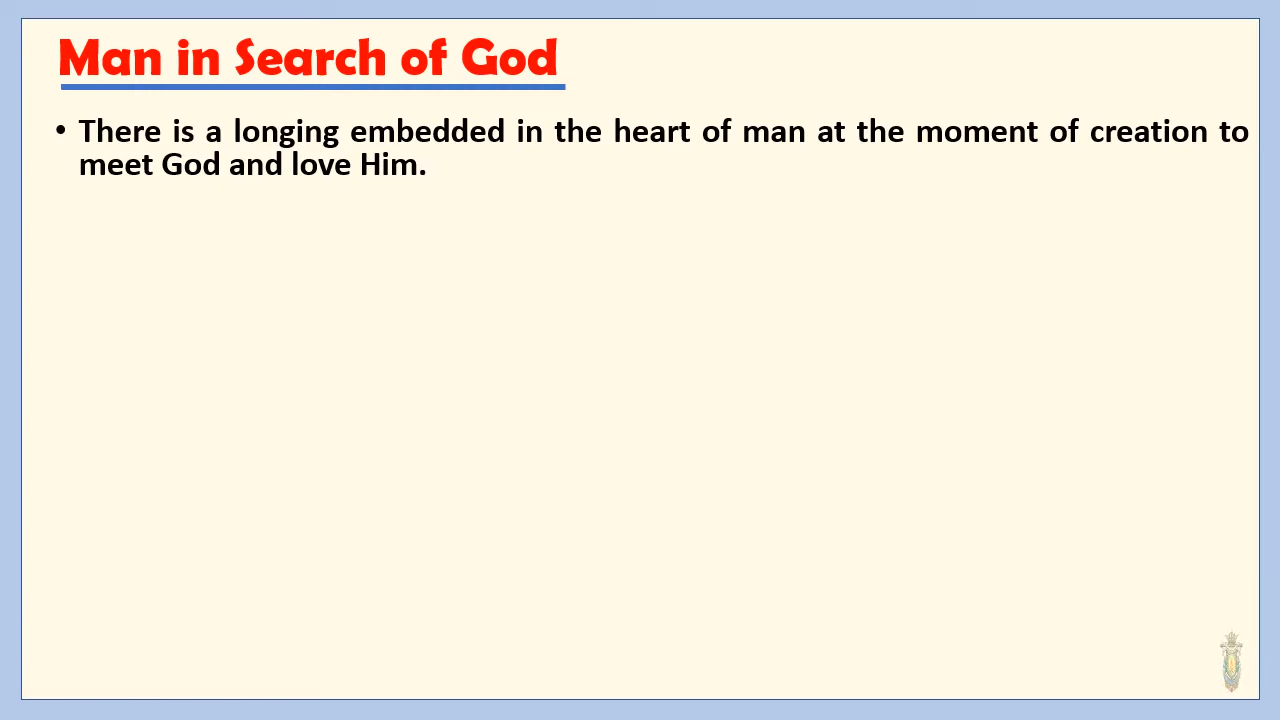 Man in Search of God
• There is a longing embedded in the heart of man at the moment of creation to
meet God and love Him.